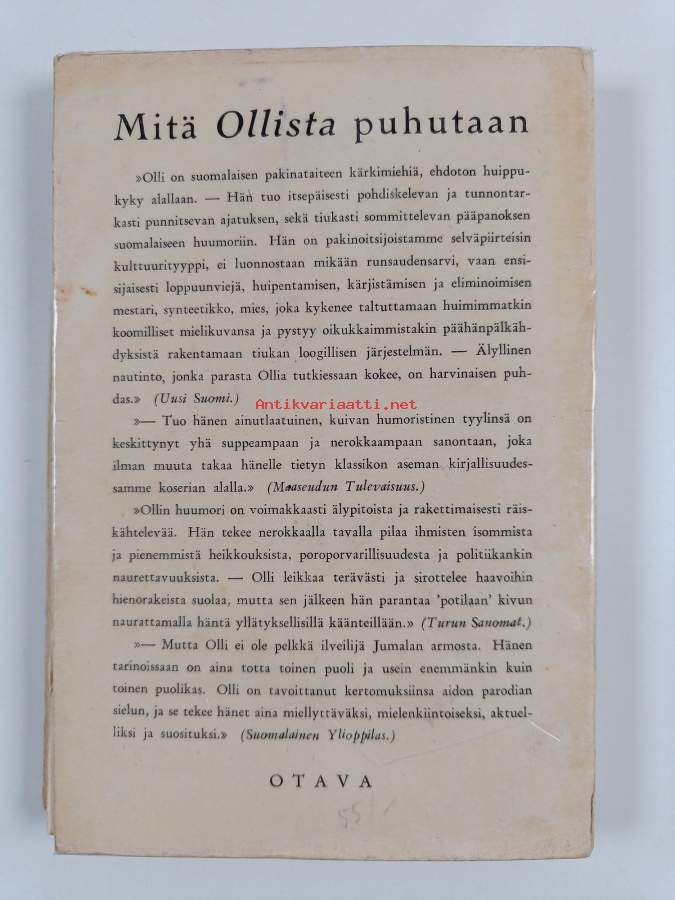 Mitä Ollista puhutaan
»Olli on suomalaisen pakinataiteen kärkimiehiä, ehdoton huippu-
kyky alallaan. — Hän tuo itsepäisesti pohdiskelevan ja tunnontar-
kasti punnitsevan ajatuksen, sekä tiukasti sommittelevan pääpanoksen
suomalaiseen huumoriin. Hän on pakinoitsijoistamme selväpiirteisin
kulttuurityyppi, ei luonnostaan mikään runsaudensarvi, vaan ensi-
sijaisesti loppuunviejä, huipentamisen, kärjistämisen ja eliminoimisen
mestari, synteetikko, mies, joka kykenee taltuttamaan huimimmatkin
koomilliset mielikuvansa ja pystyy oikukkaimmistakin päähänpälkäh-
dyksistä rakentamaan tiukan loogillisen järjestelmän. — Älyllinen
nautinto, jonka parasta Ollia tutkiessaan kokee, on harvinaisen puh-
das.» (Uusi Suomi.)
Antikvariaatti.net
»— Tuo hänen ainutlaatuinen, kuivan humoristinen tyylinsä on
keskittynyt yhä suppeampaan ja nerokkaampaan sanontaan, joka
ilman muuta takaa hänelle tietyn klassikon aseman kirjallisuudes-
samme koserian alalla.» (Maaseudun Tulevaisuus.)
»Ollin huumori on voimakkaasti älypitoista ja rakettimaisesti räis-
kähtelevää. Hän tekee nerokkaalla tavalla pilaa ihmisten isommista
ja pienemmistä heikkouksista, poroporvarillisuudesta ja politiikankin
naurettavuuksista. — Olli leikkaa terävästi ja sirottelee haavoihin
hienorakeista suolaa, mutta sen jälkeen hän parantaa 'potilaan' kivun
naurattamalla häntä yllätyksellisillä käänteillään.» (Turun Sanomat.)
»— Mutta Olli ei ole pelkkä ilveilijä Jumalan armosta. Hänen
tarinoissaan on aina totta toinen puoli ja usein enemmänkin kuin
toinen puolikas. Olli on tavoittanut kertomuksiinsa aidon parodian
sielun, ja se tekee hänet aina miellyttäväksi, mielenkiintoiseksi, aktuel-
liksi ja suosituksi.» (Suomalainen Ylioppilas.)
OTAVA
55/-